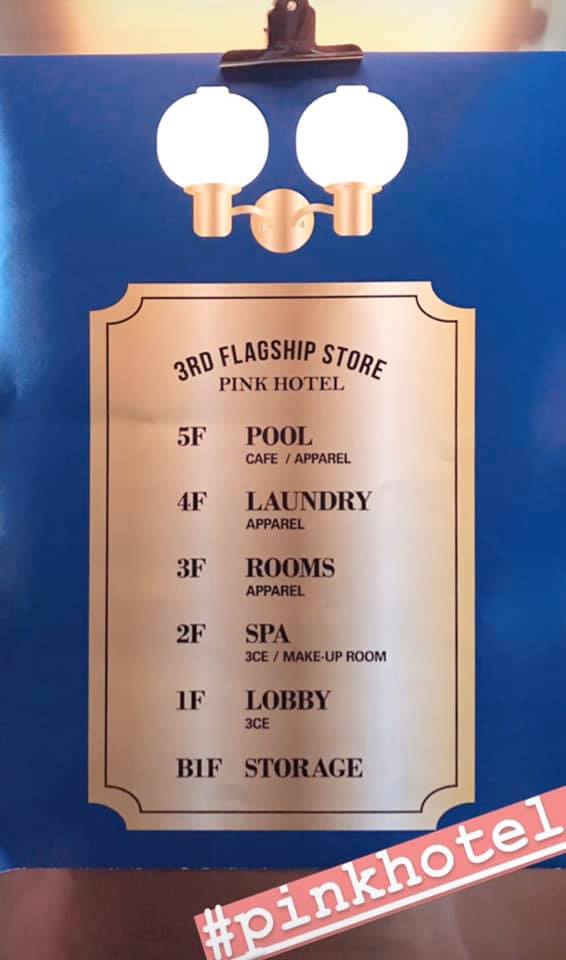 3RD FLAGSHIP STORE
PINK HOTEL
5F POOL
CAFE / APPAREL
4F LAUNDRY
APPAREL
3F ROOMS
APPAREL
2F SPA
3CE / MAKE-UP ROOM
1F LOBBY
3CE
B1F STORAGE
#pinkhotel